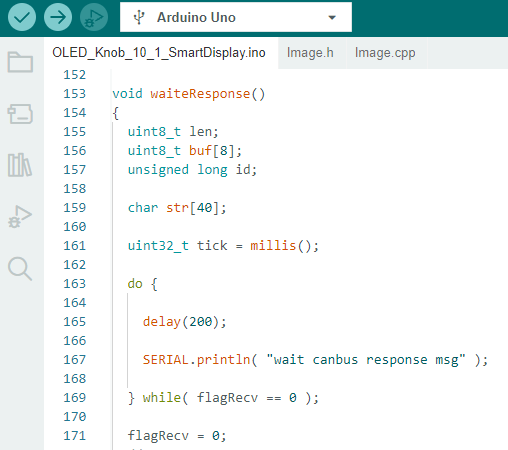 Arduino Uno
OLED_Knob_10_1_SmartDisplay.ino Image.h Image.cpp
152
153 void waiteResponse()
154 {
155 uint8_t len;
156 uint8_t buf[8];
157 unsigned long id;
158
159 char str[40];
160
161 uint32_t tick = millis();
162
163 do {
164
165 delay(200);
166
167 SERIAL.println( "wait canbus response msg" );
168
169 } while( flagRecv == 0 );
170
171 flagRecv = 0;